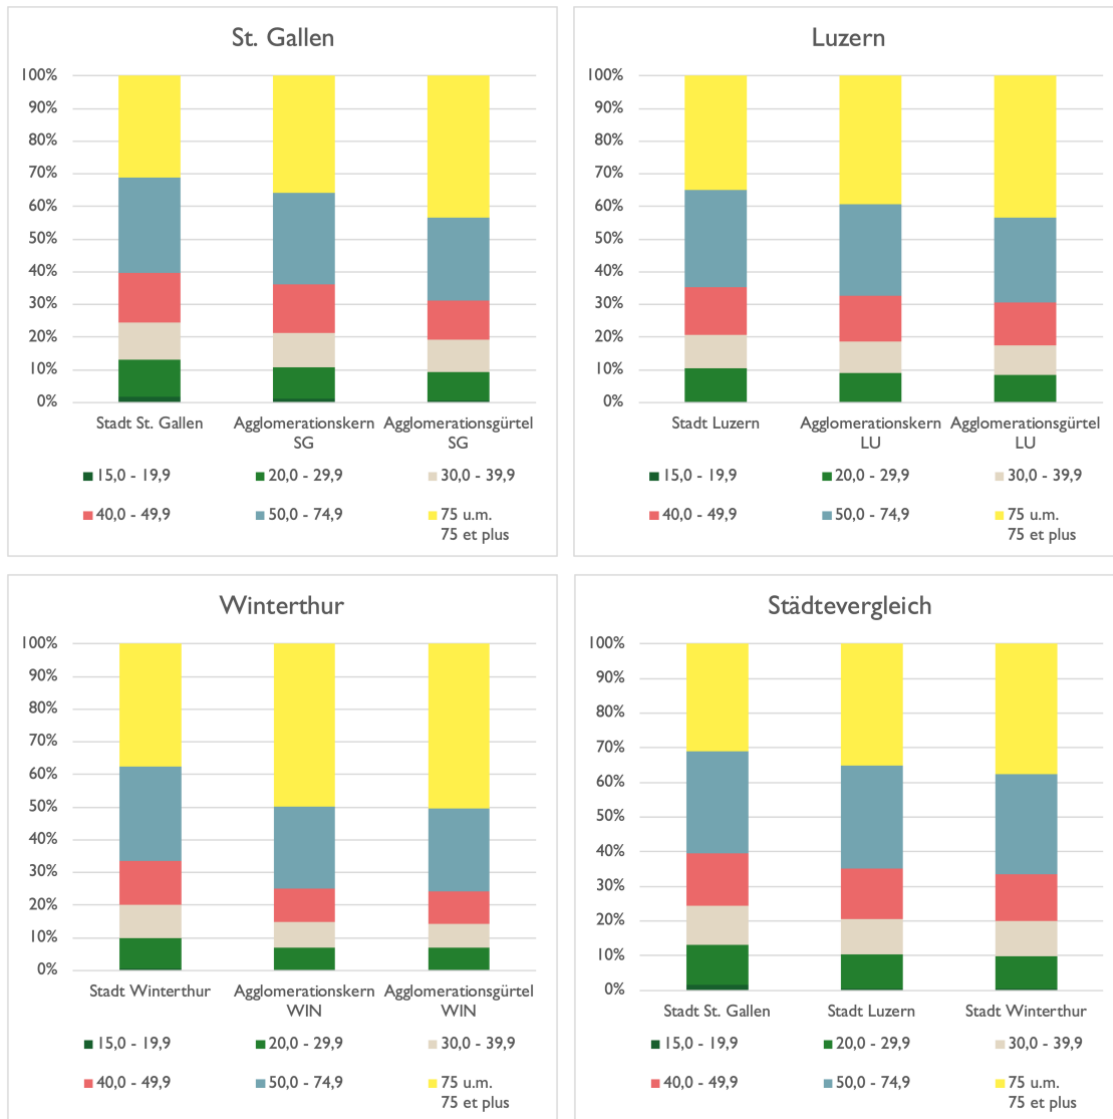 St. Gallen
100%
90%
80%
70%
60%
50%
40%
30%
20%
10%
0%
Stadt St. Gallen
Agglomerationskern
SG
Agglomerationsgürtel
SG
15,0 - 19,9
20,0 - 29,9
30,0 - 39,9
40,0 - 49,9
50,0 - 74,9
75 u.m.
75 et plus
Luzern
100%
90%
80%
70%
60%
50%
40%
30%
20%
10%
0%
Stadt Luzern
Agglomerationskern
LU
Agglomerationsgürtel
LU
15,0 - 19,9
20,0 - 29,9
30,0 - 39,9
40,0 - 49,9
50,0 - 74,9
75 u.m.
75 et plus
Winterthur
100%
90%
80%
70%
60%
50%
40%
30%
20%
10%
0%
Stadt Winterthur
Agglomerationskern
WIN
Agglomerationsgürtel
WIN
15,0 - 19,9
20,0 - 29,9
30,0 - 39,9
40,0 - 49,9
50,0 - 74,9
75 u.m.
75 et plus
Städtevergleich
100%
90%
80%
70%
60%
50%
40%
30%
20%
10%
0%
Stadt St. Gallen
Stadt Luzern
Stadt Winterthur
15,0 - 19,9
20,0 - 29,9
30,0 - 39,9
40,0 - 49,9
50,0 - 74,9
75 u.m.
75 et plus